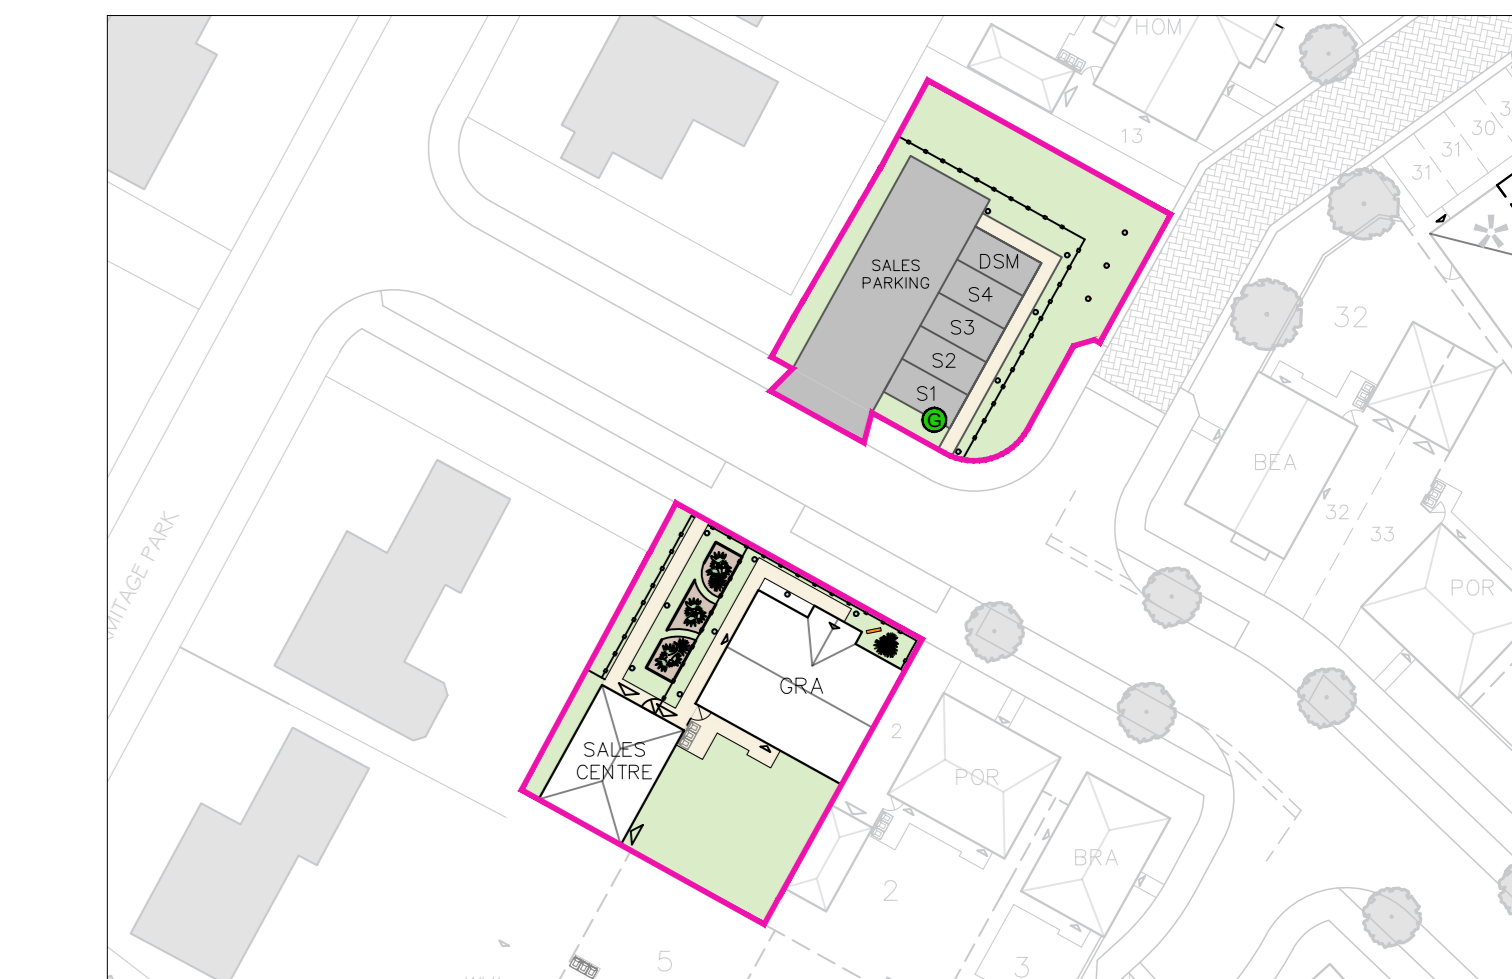 HOM
13
30
31
31
SALES
PARKING
DSM
S4
S3
S2
S1
G
32
BEA
32
33
POR
GRA
2
SALES
CENTRE
POR
BRA
2
5
3